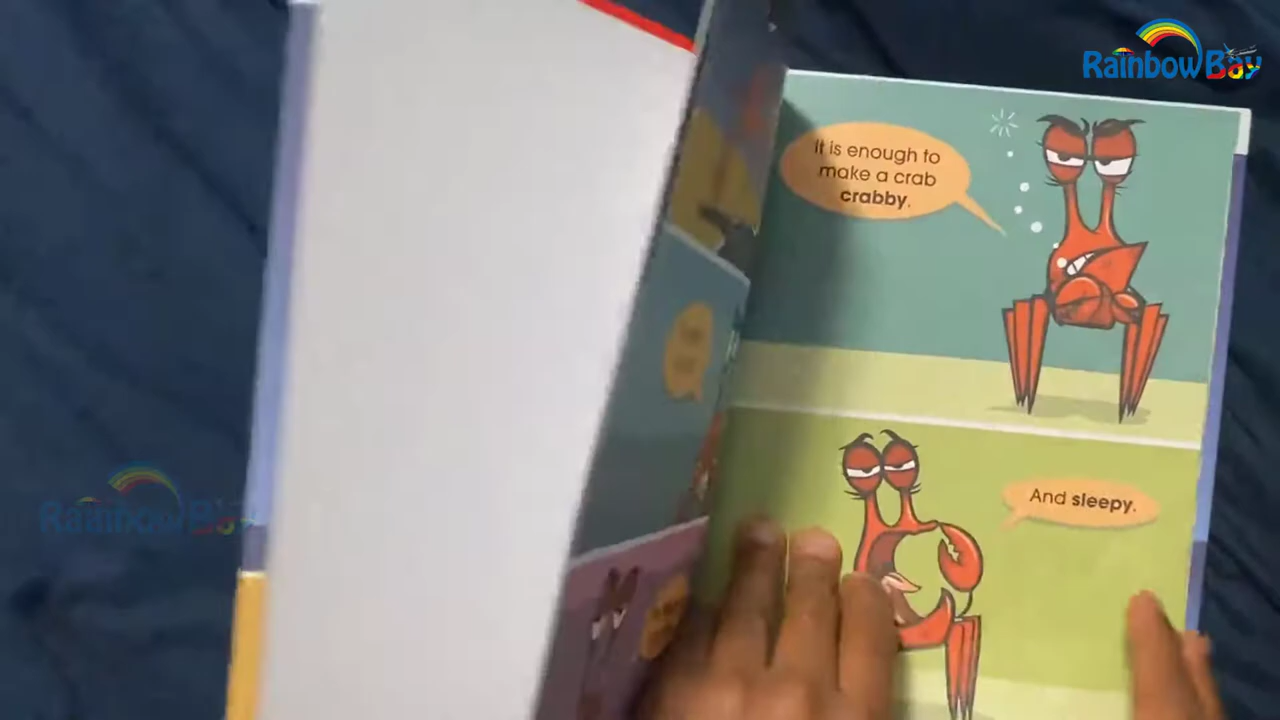 RainbowBay
It is enough to
make a crab
crabby.
And sleepy.
RainbowBay